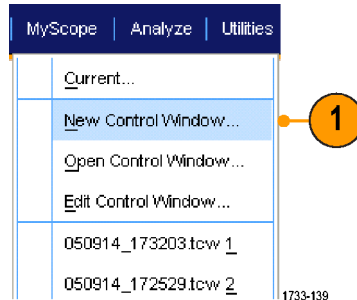 MyScope | Analyze | Utilities
Current...
New Control Window...
1
Open Control Window...
Edit Control Window...
050914_173203.tcw 1
050914_172529.tcw 2
1733-139